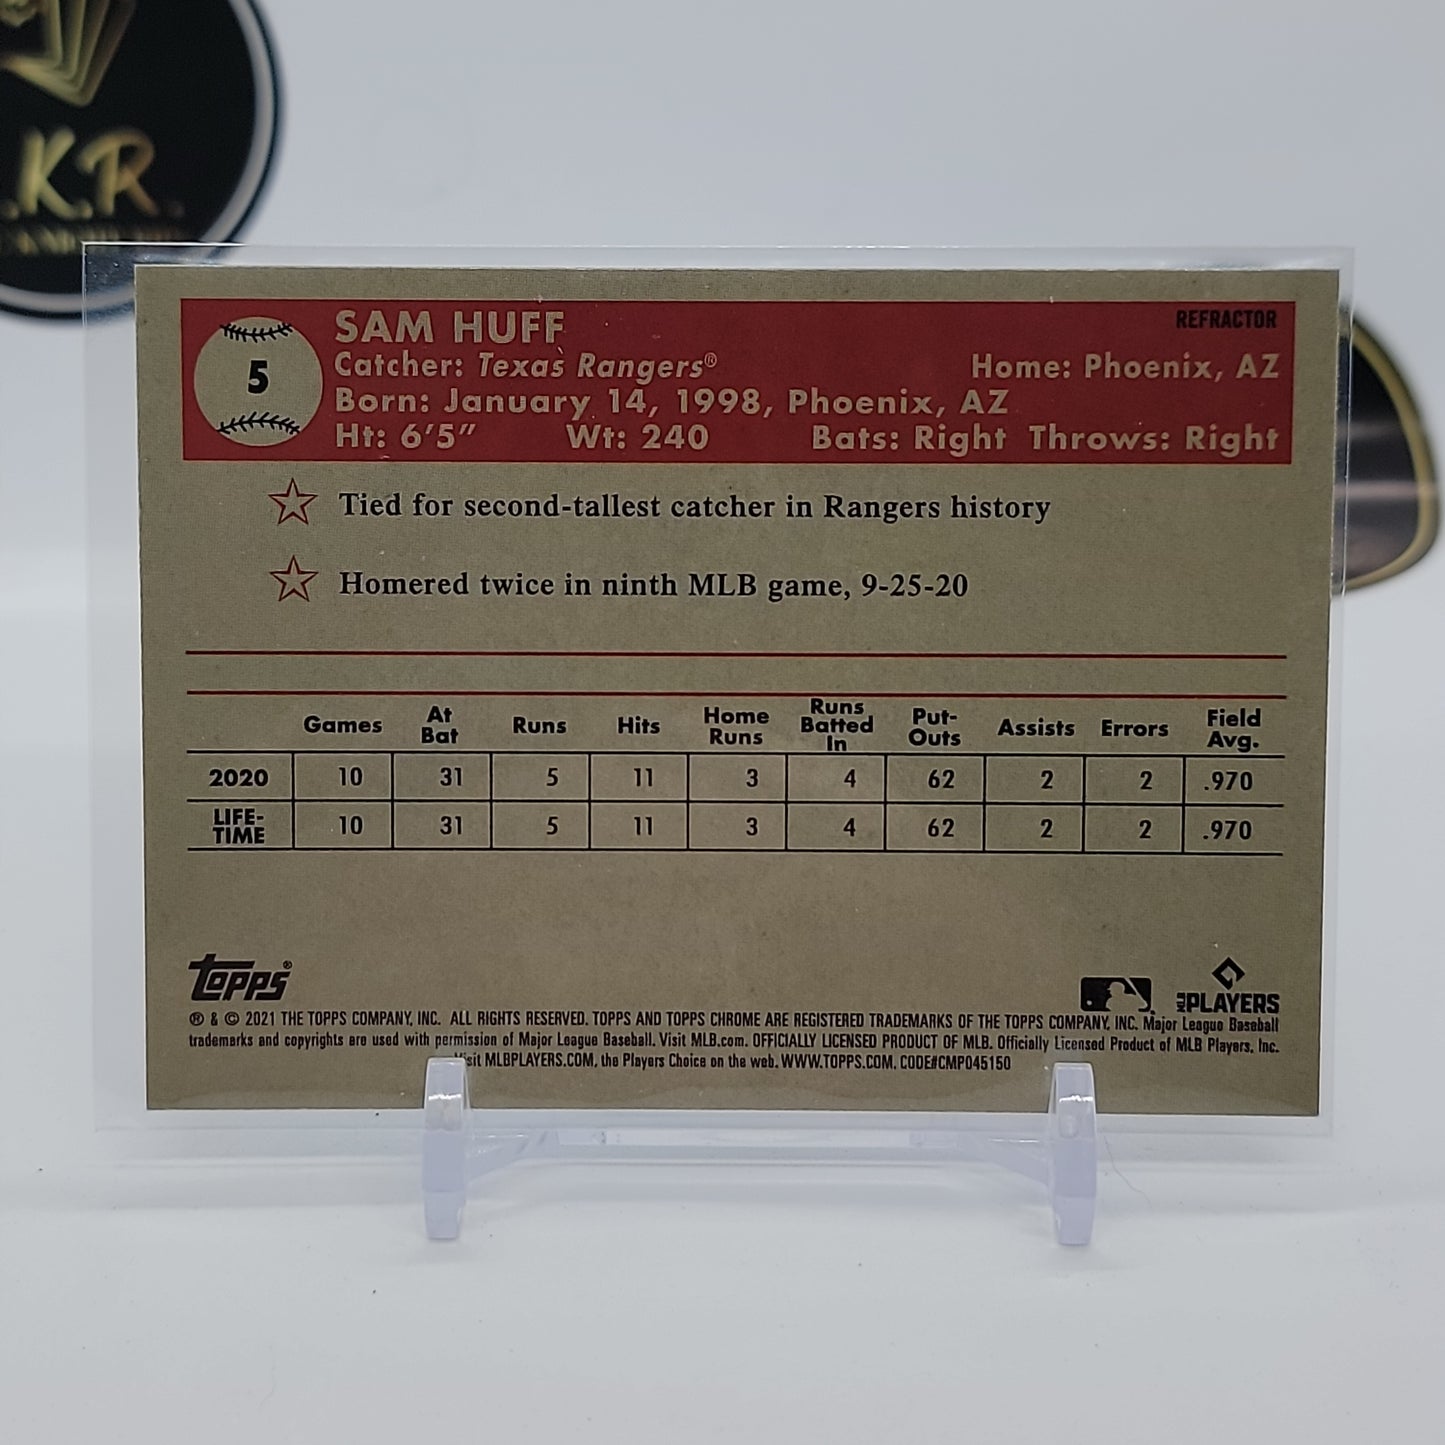 .K.R.
5
SAM HUFF
REFRACTOR
Catcher: Texas Rangers®
Home: Phoenix, AZ
Born: January 14, 1998, Phoenix, AZ
Ht: 6'5" Wt: 240 Bats: Right Throws: Right
Tied for second-tallest catcher in Rangers history
Homered twice in ninth MLB game, 9-25-20
Games At Bat Runs Hits Home Runs Runs Batted In Put-Outs Assists Errors Field Avg.
2020 10 31 5 11 3 4 62 2 2 .970
LIFE-TIME 10 31 5 11 3 4 62 2 2 .970
Topps®
MLB PLAYERS
® & © 2021 THE TOPPS COMPANY, INC. ALL RIGHTS RESERVED. TOPPS AND TOPPS CHROME ARE REGISTERED TRADEMARKS OF THE TOPPS COMPANY, INC. Major League Baseball
trademarks and copyrights are used with permission of Major League Baseball. Visit MLB.com. OFFICIALLY LICENSED PRODUCT OF MLB. Officially Licensed Product of MLB Players, Inc.
Visit MLBPLAYERS.COM, the Players Choice on the web. WWW.TOPPS.COM. CODE#CMP045150